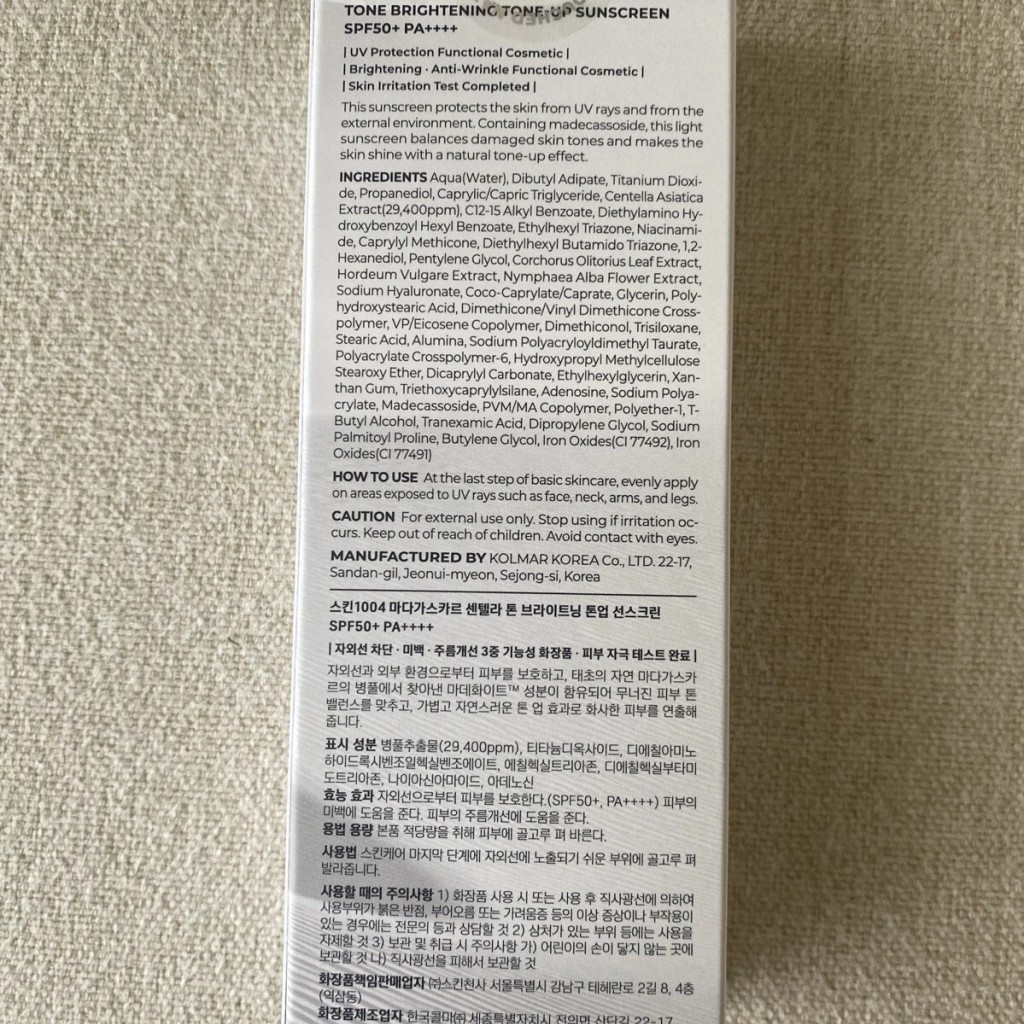 TONE BRIGHTENING TONE-UP SUNSCREEN
SPF50+ PA++++
| UV Protection Functional Cosmetic |
| Brightening · Anti-Wrinkle Functional Cosmetic |
| Skin Irritation Test Completed |
This sunscreen protects the skin from UV rays and from the
external environment. Containing madecassoside, this light
sunscreen balances damaged skin tones and makes the
skin shine with a natural tone-up effect.
INGREDIENTS Aqua(Water), Dibutyl Adipate, Titanium Dioxi-
de, Propanediol, Caprylic/Capric Triglyceride, Centella Asiatica
Extract(29,400ppm), C12-15 Alkyl Benzoate, Diethylamino Hy-
droxybenzoyl Hexyl Benzoate, Ethylhexyl Triazone, Niacinami-
de, Caprylyl Methicone, Diethylhexyl Butamido Triazone, 1,2-
Hexanediol, Pentylene Glycol, Corchorus Olitorius Leaf Extract,
Hordeum Vulgare Extract, Nymphaea Alba Flower Extract,
Sodium Hyaluronate, Coco-Caprylate/Caprate, Glycerin, Poly-
hydroxystearic Acid, Dimethicone/Vinyl Dimethicone Cross-
polymer, VP/Eicosene Copolymer, Dimethiconol, Trisiloxane,
Stearic Acid, Alumina, Sodium Polyacryloyldimethyl Taurate,
Polyacrylate Crosspolymer-6, Hydroxypropyl Methylcellulose
Stearoxy Ether, Dicaprylyl Carbonate, Ethylhexylglycerin, Xan-
than Gum, Triethoxycaprylylsilane, Adenosine, Sodium Polya-
crylate, Madecassoside, PVM/MA Copolymer, Polyether-1, T-
Butyl Alcohol, Tranexamic Acid, Dipropylene Glycol, Sodium
Palmitoyl Proline, Butylene Glycol, Iron Oxides(CI 77492), Iron
Oxides(CI 77491)
HOW TO USE At the last step of basic skincare, evenly apply
on areas exposed to UV rays such as face, neck, arms, and legs.
CAUTION For external use only. Stop using if irritation oc-
curs. Keep out of reach of children. Avoid contact with eyes.
MANUFACTURED BY KOLMAR KOREA Co., LTD. 22-17,
Sandan-gil, Jeonui-myeon, Sejong-si, Korea
스킨1004 마다가스카르 센텔라 톤 브라이트닝 톤업 선스크린
SPF50+ PA++++
| 자외선 차단 · 미백 · 주름개선 3중 기능성 화장품 · 피부 자극 테스트 완료 |
자외선과 외부 환경으로부터 피부를 보호하고, 태초의 자연 마다가스카
르의 병풀에서 찾아낸 마데화이트™ 성분이 함유되어 무너진 피부 톤
밸런스를 맞추고, 가볍고 자연스러운 톤 업 효과로 화사한 피부를 연출해
줍니다.
표시 성분 병풀추출물(29,400ppm), 티타늄디옥사이드, 디에칠아미노
하이드록시벤조일헥실벤조에이트, 에칠헥실트리아존, 디에칠헥실부타미
도트리아존, 나이아신아마이드, 아데노신
효능 효과 자외선으로부터 피부를 보호한다.(SPF50+, PA++++) 피부의
미백에 도움을 준다. 피부의 주름개선에 도움을 준다.
용법 용량 본품 적당량을 취해 피부에 골고루 펴 바른다.
사용법 스킨케어 마지막 단계에 자외선에 노출되기 쉬운 부위에 골고루 펴
발라줍니다.
사용할 때의 주의사항 1) 화장품 사용 시 또는 사용 후 직사광선에 의하여
사용부위가 붉은 반점, 부어오름 또는 가려움증 등의 이상 증상이나 부작용이
있는 경우에는 전문의 등과 상담할 것 2) 상처가 있는 부위 등에는 사용을
자제할 것 3) 보관 및 취급 시 주의사항 가) 어린이의 손이 닿지 않는 곳에
보관할 것 나) 직사광선을 피해서 보관할 것
화장품책임판매업자 ㈜스킨천사 서울특별시 강남구 테헤란로 2길 8, 4층
(역삼동)
화장품제조업자 한국콜마㈜ 세종특별자치시 전의면 산단길 22-17